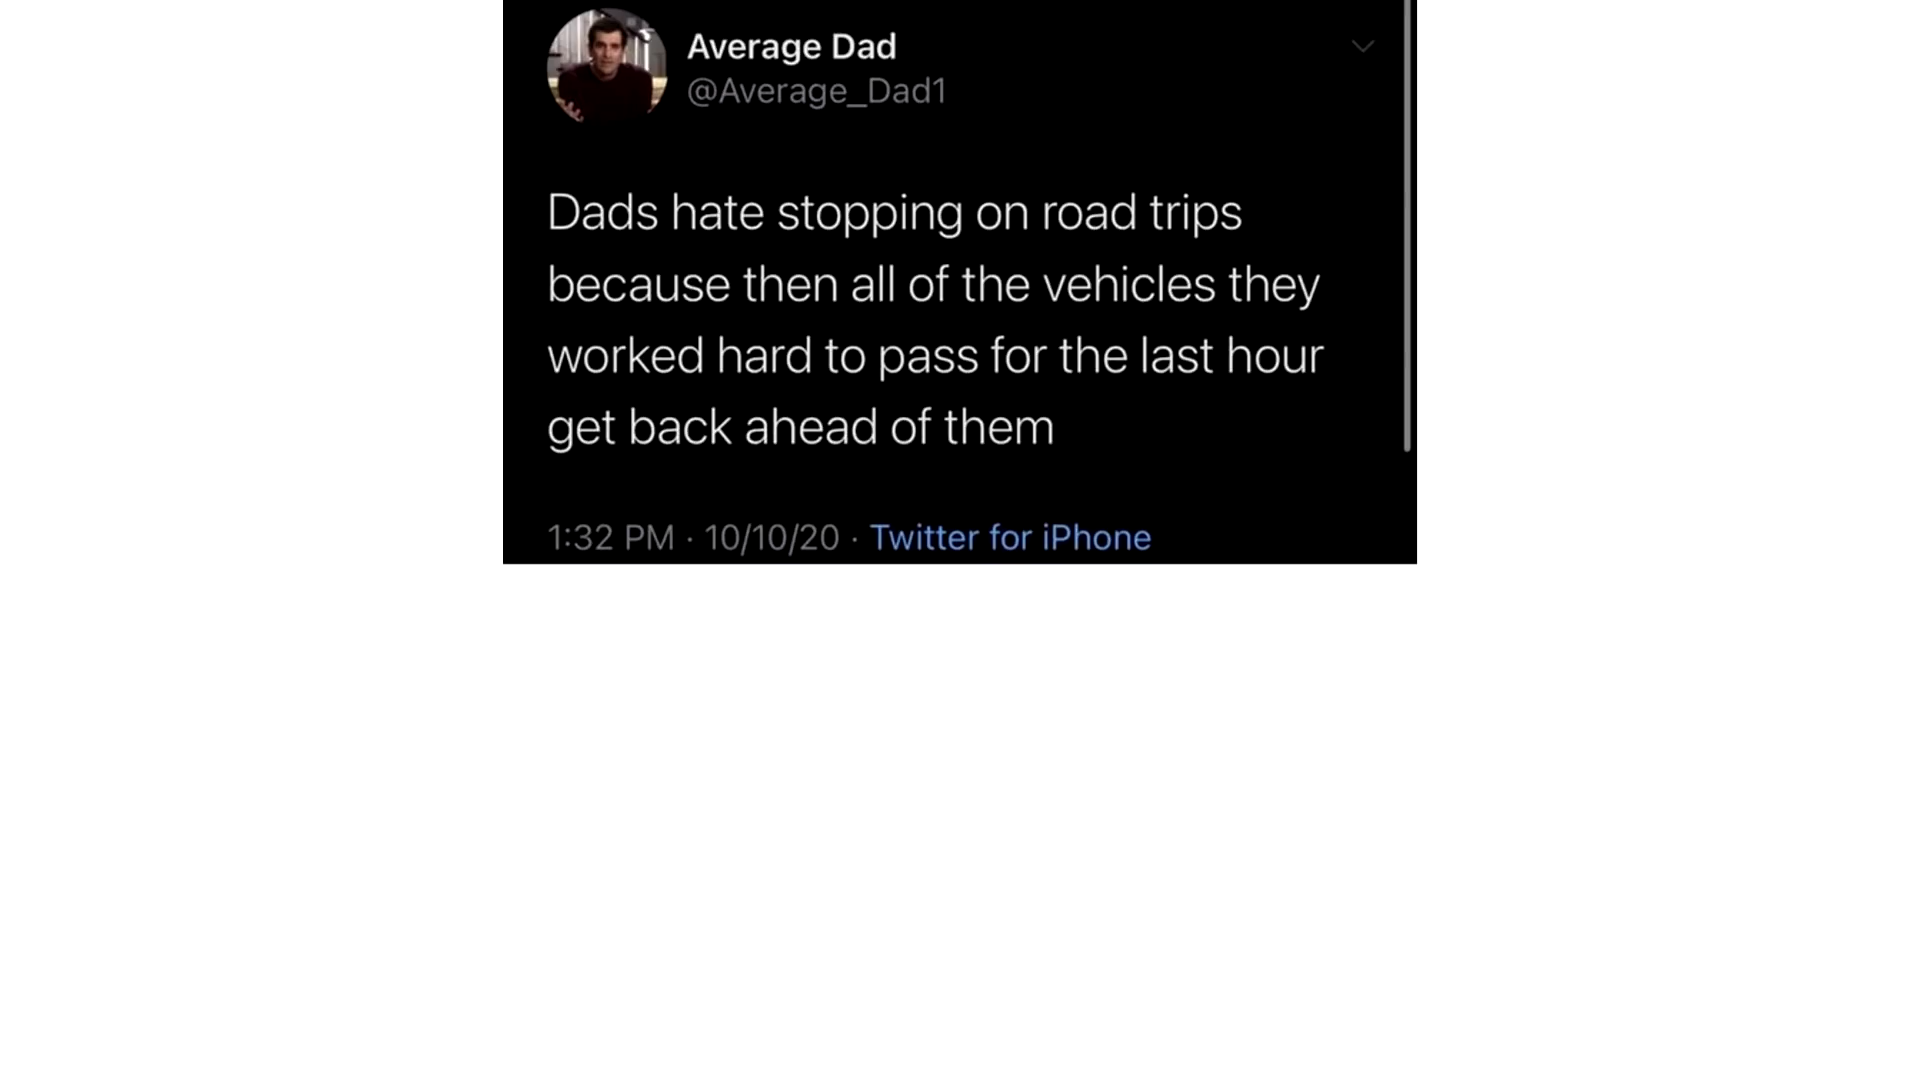 Average Dad
@Average_Dad1
Dads hate stopping on road trips
because then all of the vehicles they
worked hard to pass for the last hour
get back ahead of them
1:32 PM · 10/10/20 · Twitter for iPhone